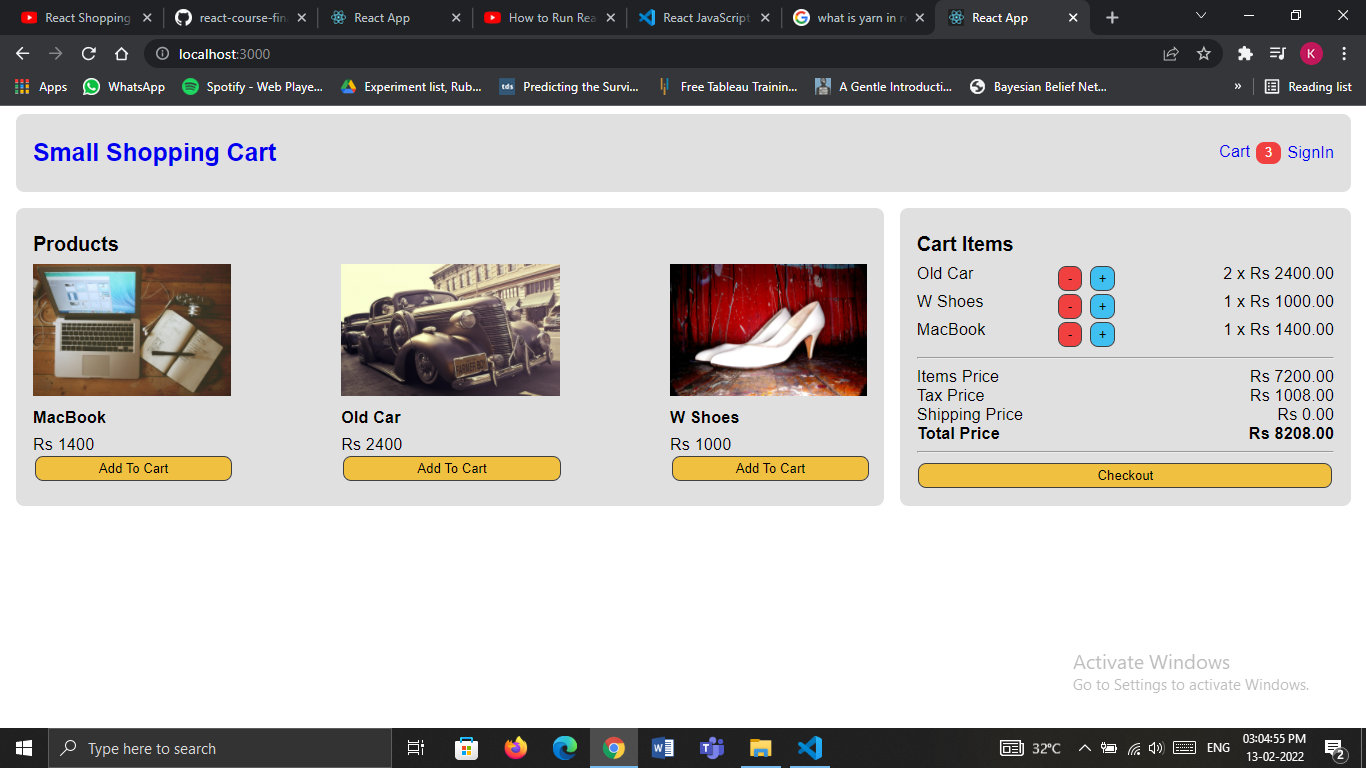 React Shopping
react-course-fin
React App
How to Run Rea
React JavaScript
what is yarn in r
React App
localhost:3000
K
Apps
WhatsApp
Spotify - Web Playe...
Experiment list, Rub...
tds
Predicting the Survi...
Free Tableau Trainin...
A Gentle Introducti...
Bayesian Belief Net...
»
Reading list
Small Shopping Cart
Cart 3 SignIn
Products
MacBook
Rs 1400
Add To Cart
Old Car
Rs 2400
Add To Cart
W Shoes
Rs 1000
Add To Cart
Cart Items
Old Car - + 2 x Rs 2400.00
W Shoes - + 1 x Rs 1000.00
MacBook - + 1 x Rs 1400.00
Items Price Rs 7200.00
Tax Price Rs 1008.00
Shipping Price Rs 0.00
Total Price Rs 8208.00
Checkout
Activate Windows
Go to Settings to activate Windows.
Type here to search
32°C
ENG
03:04:55 PM
13-02-2022
2